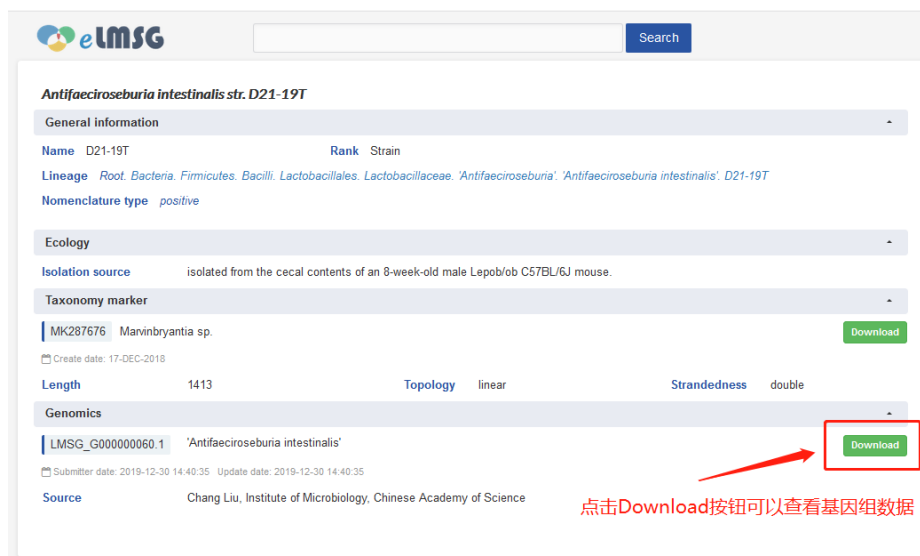 eLMSG
Search
Antifaeciroseburia intestinalis str. D21-19T
General information
Name D21-19T Rank Strain
Lineage Root. Bacteria. Firmicutes. Bacilli. Lactobacillales. Lactobacillaceae. 'Antifaeciroseburia'. 'Antifaeciroseburia intestinalis'. D21-19T
Nomenclature type positive
Ecology
Isolation source isolated from the cecal contents of an 8-week-old male Lepob/ob C57BL/6J mouse.
Taxonomy marker
MK287676 Marvinbryantia sp. Download
Create date: 17-DEC-2018
Length 1413 Topology linear Strandedness double
Genomics
LMSG_G000000060.1 'Antifaeciroseburia intestinalis' Download
Submitter date: 2019-12-30 14:40:35 Update date: 2019-12-30 14:40:35
Source Chang Liu, Institute of Microbiology, Chinese Academy of Science
点击Download按钮可以查看基因组数据